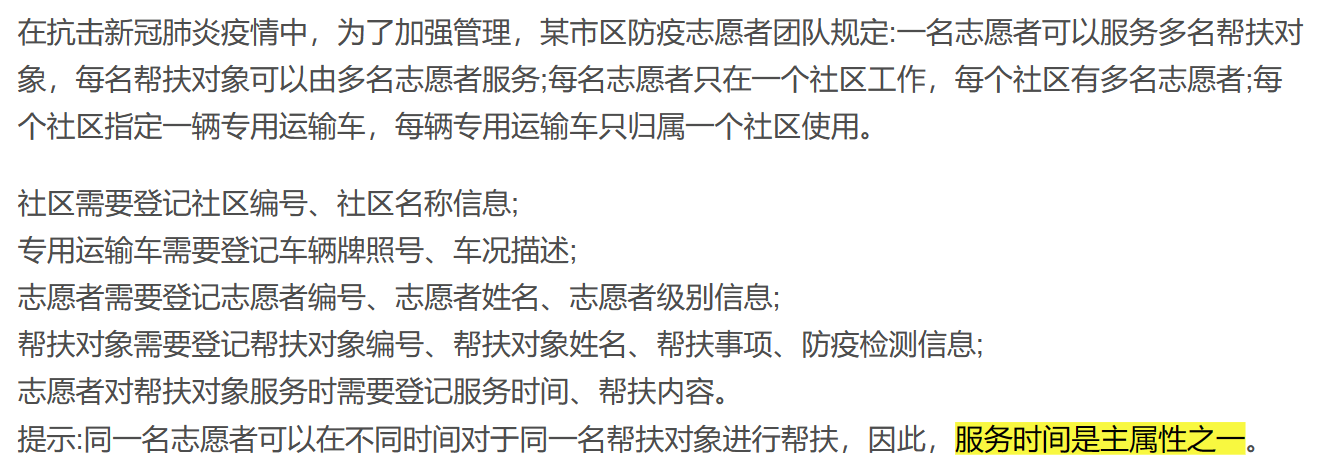 在抗击新冠肺炎疫情中，为了加强管理，某市区防疫志愿者团队规定:一名志愿者可以服务多名帮扶对
象，每名帮扶对象可以由多名志愿者服务;每名志愿者只在一个社区工作，每个社区有多名志愿者;每
个社区指定一辆专用运输车，每辆专用运输车只归属一个社区使用。
社区需要登记社区编号、社区名称信息;
专用运输车需要登记车辆牌照号、车况描述;
志愿者需要登记志愿者编号、志愿者姓名、志愿者级别信息;
帮扶对象需要登记帮扶对象编号、帮扶对象姓名、帮扶事项、防疫检测信息;
志愿者对帮扶对象服务时需要登记服务时间、帮扶内容。
提示:同一名志愿者可以在不同时间对于同一名帮扶对象进行帮扶，因此，服务时间是主属性之一。